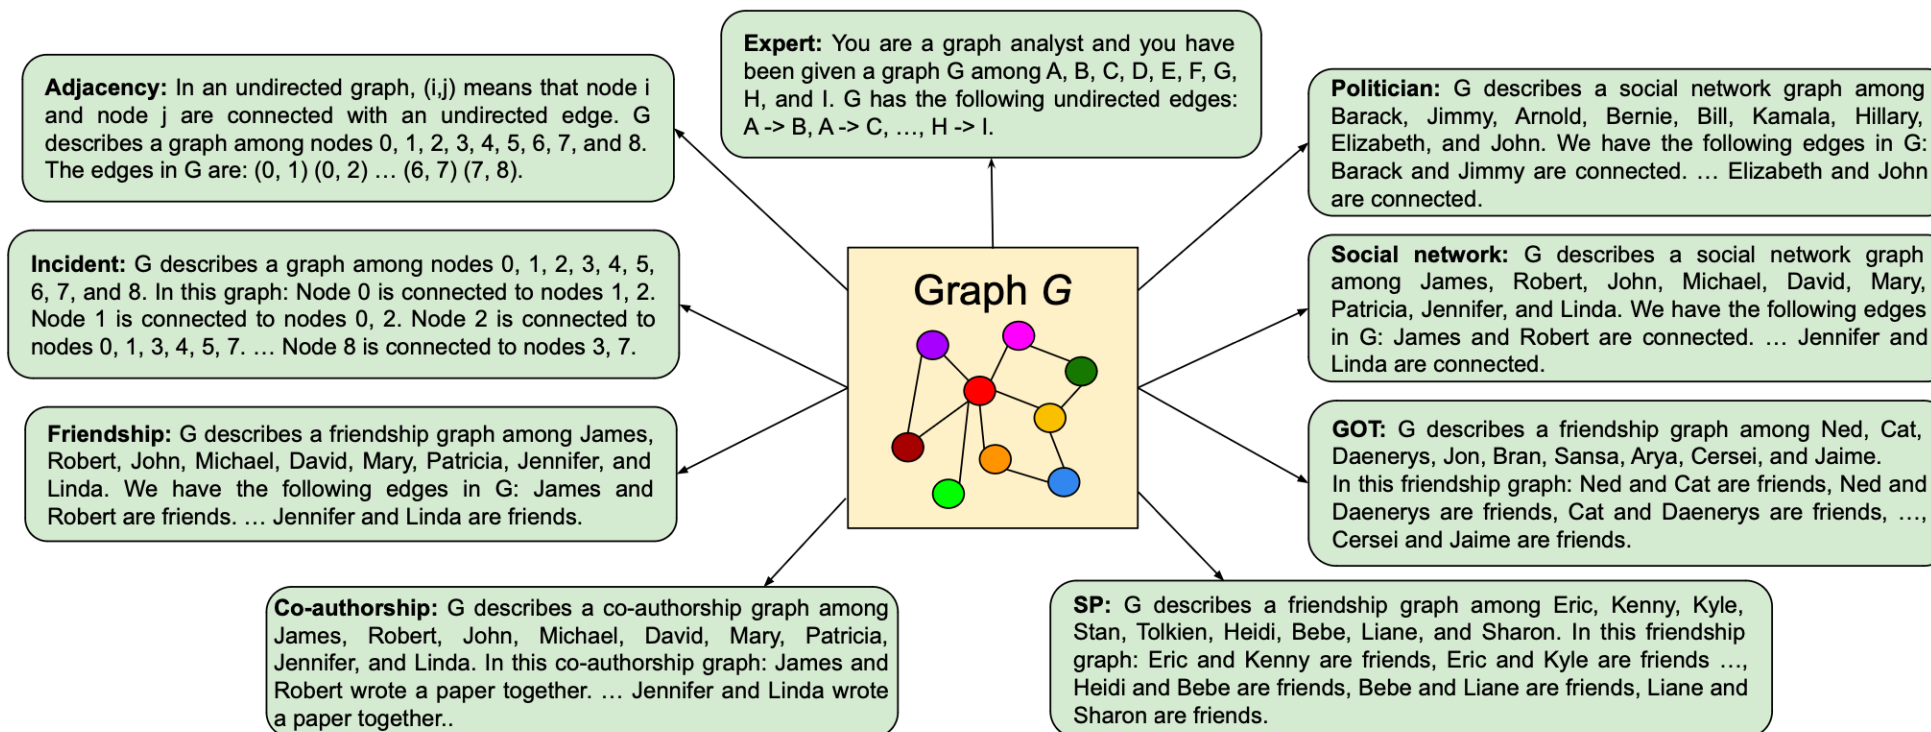 Expert: You are a graph analyst and you have
been given a graph G among A, B, C, D, E, F, G,
H, and I. G has the following undirected edges:
A -> B, A -> C, …, H -> I.
Adjacency: In an undirected graph, (i,j) means that node i
and node j are connected with an undirected edge. G
describes a graph among nodes 0, 1, 2, 3, 4, 5, 6, 7, and 8.
The edges in G are: (0, 1) (0, 2) … (6, 7) (7, 8).
Politician: G describes a social network graph among
Barack, Jimmy, Arnold, Bernie, Bill, Kamala, Hillary,
Elizabeth, and John. We have the following edges in G:
Barack and Jimmy are connected. … Elizabeth and John
are connected.
Incident: G describes a graph among nodes 0, 1, 2, 3, 4, 5,
6, 7, and 8. In this graph: Node 0 is connected to nodes 1, 2.
Node 1 is connected to nodes 0, 2. Node 2 is connected to
nodes 0, 1, 3, 4, 5, 7. … Node 8 is connected to nodes 3, 7.
Graph G
Social network: G describes a social network graph
among James, Robert, John, Michael, David, Mary,
Patricia, Jennifer, and Linda. We have the following edges
in G: James and Robert are connected. … Jennifer and
Linda are connected.
Friendship: G describes a friendship graph among James,
Robert, John, Michael, David, Mary, Patricia, Jennifer, and
Linda. We have the following edges in G: James and
Robert are friends. … Jennifer and Linda are friends.
GOT: G describes a friendship graph among Ned, Cat,
Daenerys, Jon, Bran, Sansa, Arya, Cersei, and Jaime.
In this friendship graph: Ned and Cat are friends, Ned and
Daenerys are friends, Cat and Daenerys are friends, …,
Cersei and Jaime are friends.
Co-authorship: G describes a co-authorship graph among
James, Robert, John, Michael, David, Mary, Patricia,
Jennifer, and Linda. In this co-authorship graph: James and
Robert wrote a paper together. … Jennifer and Linda wrote
a paper together..
SP: G describes a friendship graph among Eric, Kenny, Kyle,
Stan, Tolkien, Heidi, Bebe, Liane, and Sharon. In this friendship
graph: Eric and Kenny are friends, Eric and Kyle are friends …,
Heidi and Bebe are friends, Bebe and Liane are friends, Liane and
Sharon are friends.